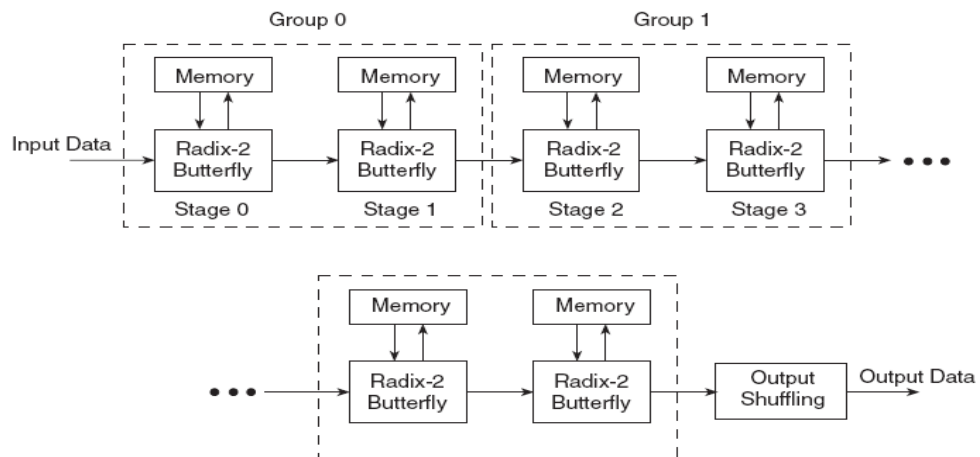 Group 0
Group 1
Memory
Memory
Memory
Memory
Input Data
Radix-2
Butterfly
Radix-2
Butterfly
Radix-2
Butterfly
Radix-2
Butterfly
Stage 0
Stage 1
Stage 2
Stage 3
Memory
Memory
Radix-2
Butterfly
Radix-2
Butterfly
Output
Shuffling
Output Data